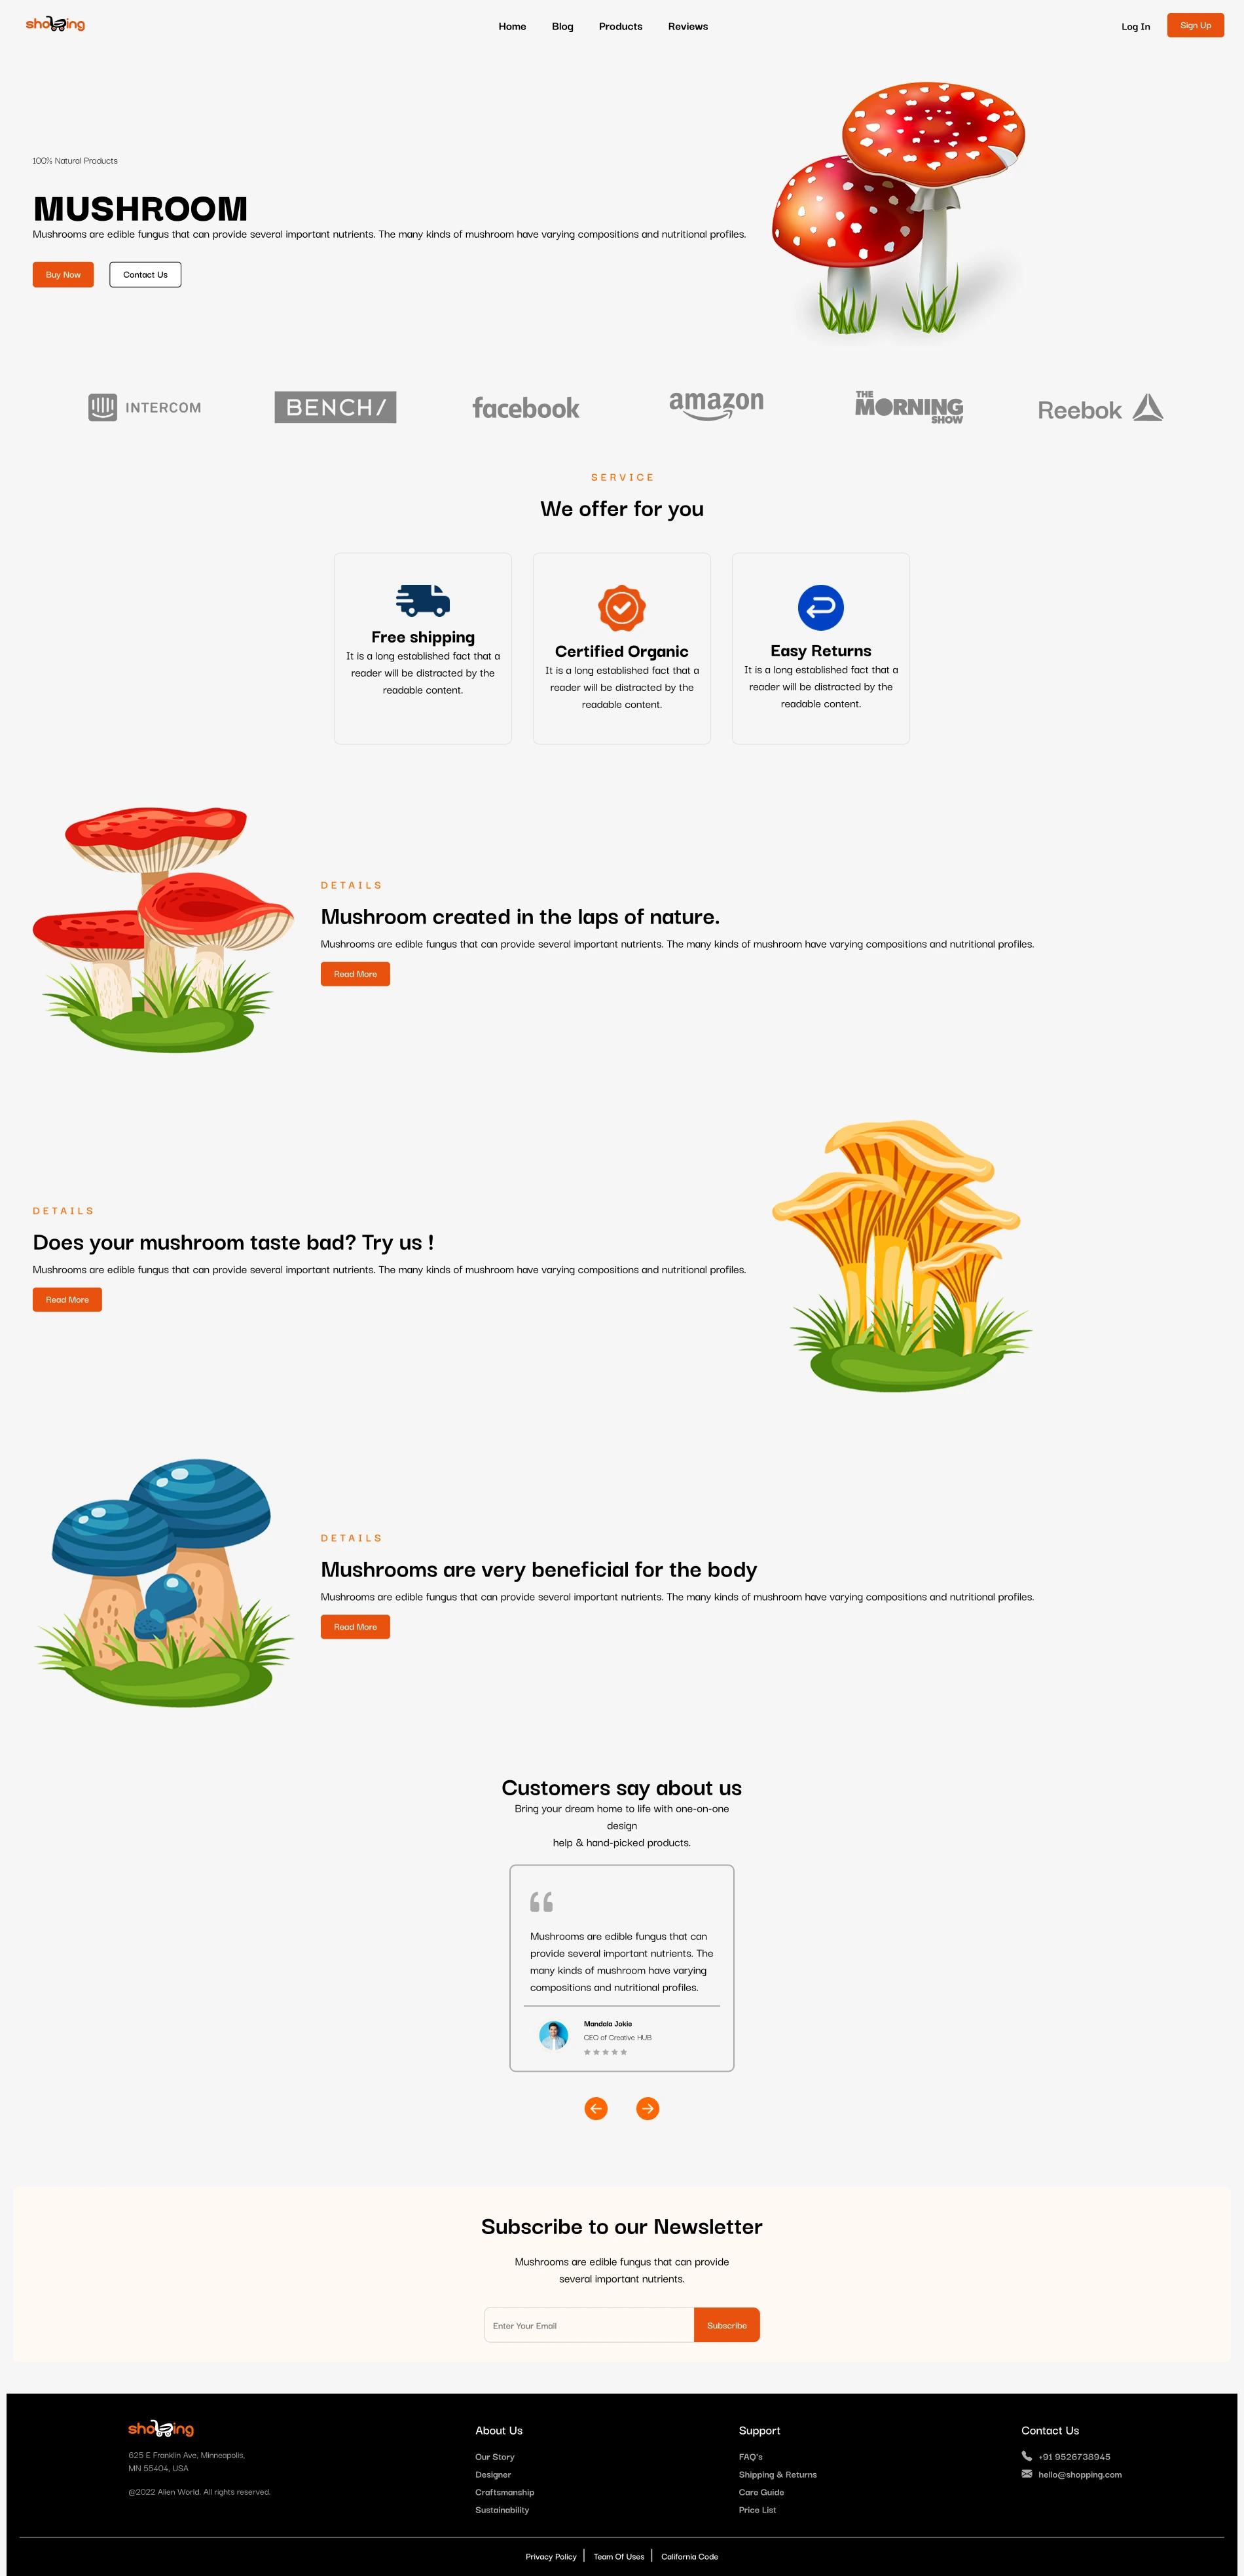 shopping
Home Blog Products Reviews
Log In Sign Up
100% Natural Products
MUSHROOM
Mushrooms are edible fungus that can provide several important nutrients. The many kinds of mushroom have varying compositions and nutritional profiles.
Buy Now Contact Us
INTERCOM BENCH/ facebook amazon THE MORNING SHOW Reebok
SERVICE
We offer for you
Free shipping
It is a long established fact that a
reader will be distracted by the
readable content.
Certified Organic
It is a long established fact that a
reader will be distracted by the
readable content.
Easy Returns
It is a long established fact that a
reader will be distracted by the
readable content.
DETAILS
Mushroom created in the laps of nature.
Mushrooms are edible fungus that can provide several important nutrients. The many kinds of mushroom have varying compositions and nutritional profiles.
Read More
DETAILS
Does your mushroom taste bad? Try us !
Mushrooms are edible fungus that can provide several important nutrients. The many kinds of mushroom have varying compositions and nutritional profiles.
Read More
DETAILS
Mushrooms are very beneficial for the body
Mushrooms are edible fungus that can provide several important nutrients. The many kinds of mushroom have varying compositions and nutritional profiles.
Read More
Customers say about us
Bring your dream home to life with one-on-one
design
help & hand-picked products.
Mushrooms are edible fungus that can
provide several important nutrients. The
many kinds of mushroom have varying
compositions and nutritional profiles.
Mandala Jokie
CEO of Creative HUB
Subscribe to our Newsletter
Mushrooms are edible fungus that can provide
several important nutrients.
Enter Your Email Subscribe
shopping
625 E Franklin Ave, Minneapolis,
MN 55404, USA
@2022 Alien World. All rights reserved.
About Us
Our Story
Designer
Craftsmanship
Sustainability
Support
FAQ's
Shipping & Returns
Care Guide
Price List
Contact Us
+91 9526738945
hello@shopping.com
Privacy Policy | Team Of Uses | California Code